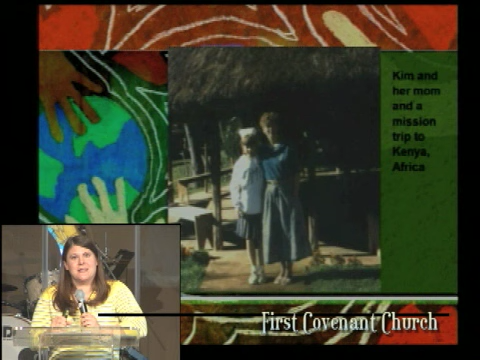 Kim and
her mom
and a
mission
trip to
Kenya,
Africa
First Covenant Church